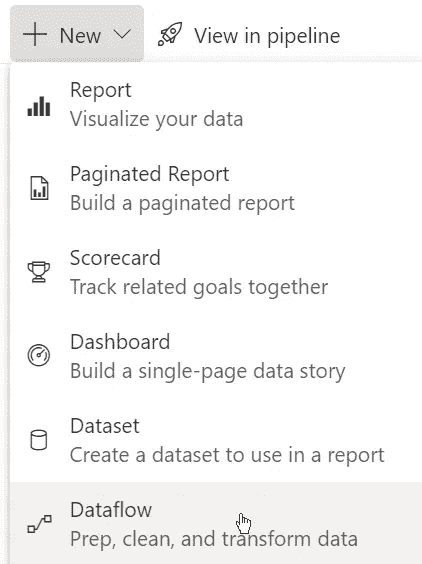 New
View in pipeline
Report
Visualize your data
Paginated Report
Build a paginated report
Scorecard
Track related goals together
Dashboard
Build a single-page data story
Dataset
Create a dataset to use in a report
Dataflow
Prep, clean, and transform data